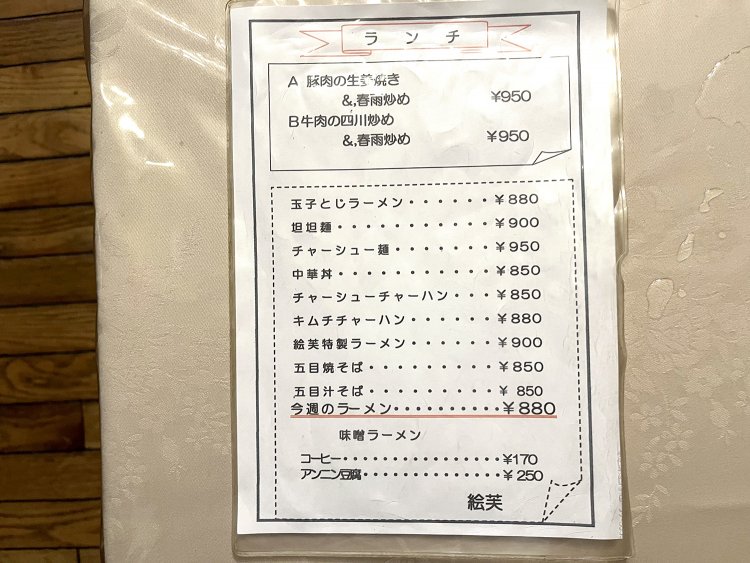 ランチ
A 豚肉の生姜焼き
&,春雨炒め ¥950
B牛肉の四川炒め
&,春雨炒め ¥950
玉子とじラーメン・・・・・・¥880
坦坦麺・・・・・・・・・・¥900
チャーシュー麺・・・・・・・¥950
中華丼・・・・・・・・・・¥850
チャーシューチャーハン・・・¥850
キムチチャーハン・・・・・・¥880
絵芙特製ラーメン・・・・・・¥900
五目焼そば・・・・・・・・¥850
五目汁そば・・・・・・・・¥ 850
今週のラーメン・・・・・・・・・・¥880
味噌ラーメン
コーヒー・・・・・・・・・・・・・・・・¥170
アンニン豆腐・・・・・・・・・・・・・・¥ 250
絵芙